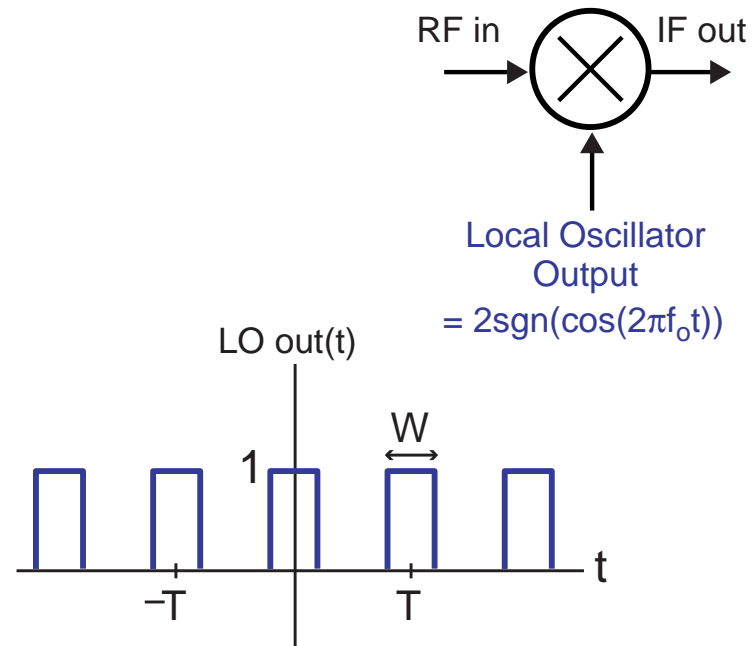 RF in
IF out
Local Oscillator
Output
= 2sgn(cos(2πfot))
LO out(t)
W
1
t
–T
T